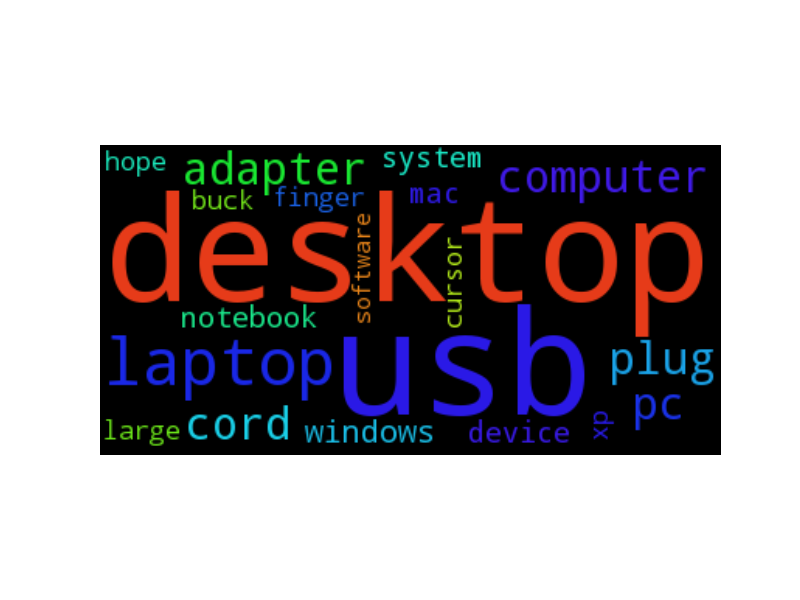 hope
adapter
system
computer
buck
finger
mac
desktop
software
cursor
notebook
laptop
usb
plug
pc
large
cord
windows
device
xp